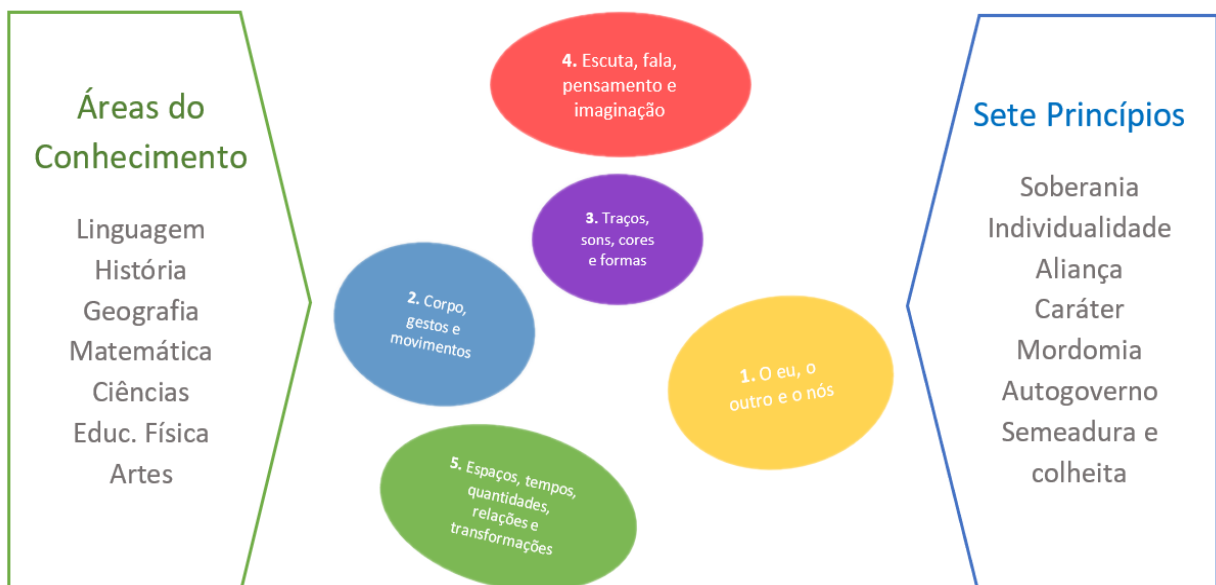 Áreas do
Conhecimento
Linguagem
História
Geografia
Matemática
Ciências
Educ. Física
Artes
4. Escuta, fala,
pensamento e
imaginação
3. Traços,
sons, cores
e formas
2. Corpo,
gestos e
movimentos
1. O eu, o
outro e o nós
5. Espaços, tempos,
quantidades,
relações e
transformações
Sete Princípios
Soberania
Individualidade
Aliança
Caráter
Mordomia
Autogoverno
Semeadura e
colheita